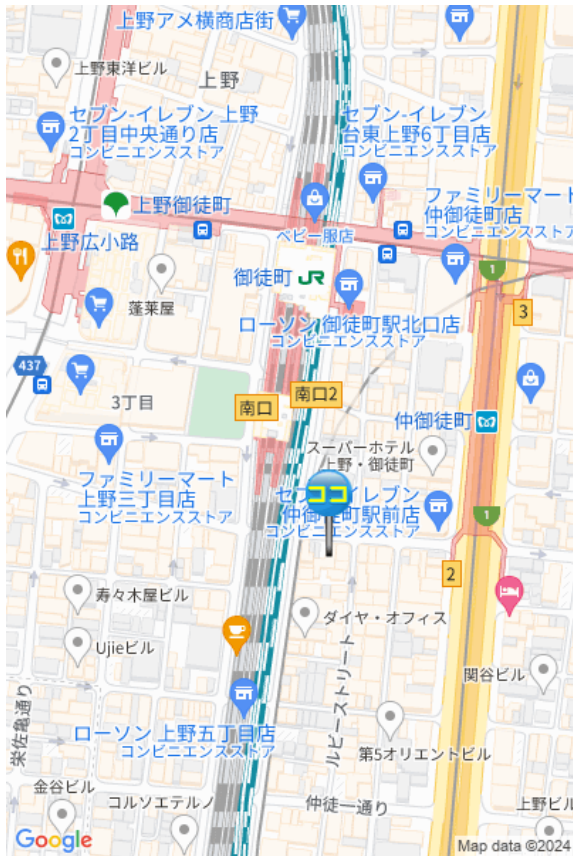 上野アメ横商店街
上野東洋ビル
上野
セブン-イレブン 上野
2丁目中央通り店
コンビニエンスストア
セブン-イレブン
台東上野6丁目店
コンビニエンスストア
上野御徒町
ファミリーマート
仲御徒町店
コンビニエンススト
上野広小路
ベビー服店
御徒町 JR
1
蓬莱屋
3
ローソン 御徒町駅北口店
コンビニエンスストア
437
3丁目
南口
南口2
仲御徒町
スーパーホテル
上野・御徒町
ファミリーマート
上野三丁目店
コンビニエンスストア
ココ
セブ
イレブン
仲御徒町駅前店
コンビニエンスストア
1
2
寿々木屋ビル
ダイヤ・オフィス
Ujieビル
ルビーストリート
関谷ビル
栄佐亀通り
ローソン 上野五丁目店
コンビニエンスストア
第5オリエントビル
金谷ビル
コルソエテルノ
仲徒一通り
上野ビル
Google
Map data ©2024